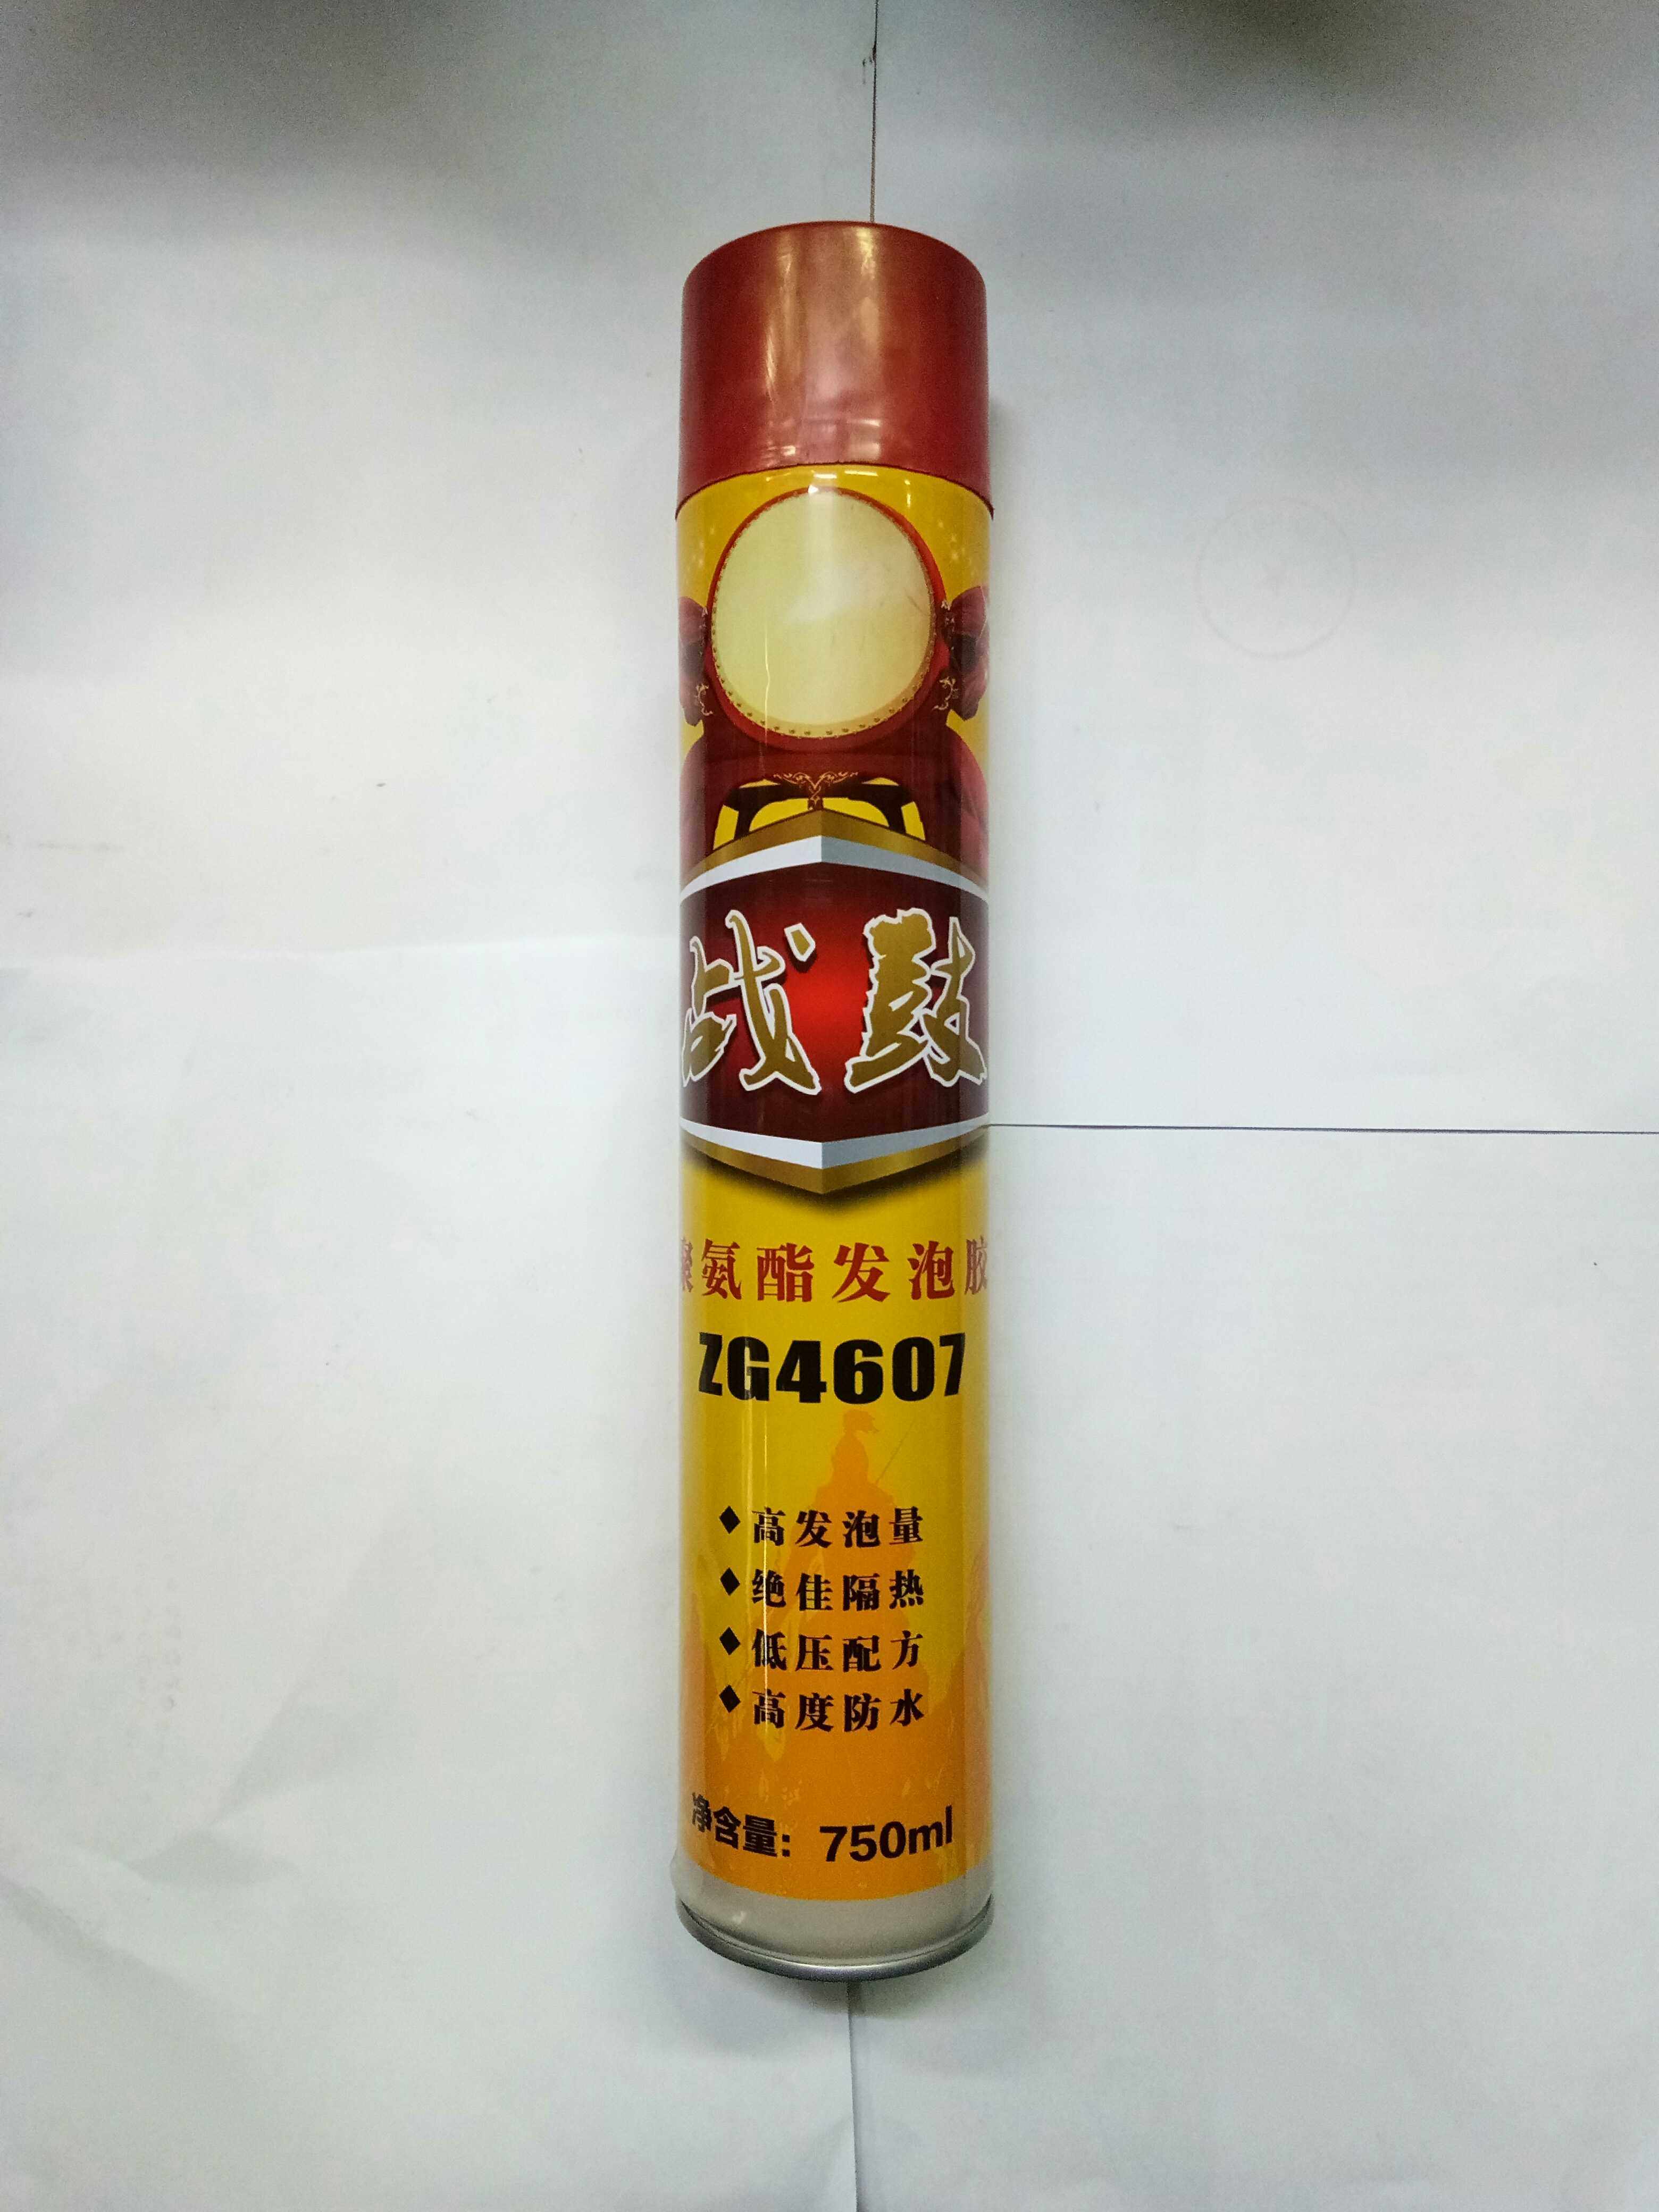 战鼓
聚氨酯发泡胶
ZG4607
◆高发泡量
◆绝佳隔热
◆低压配方
◆高度防水
净含量：750ml